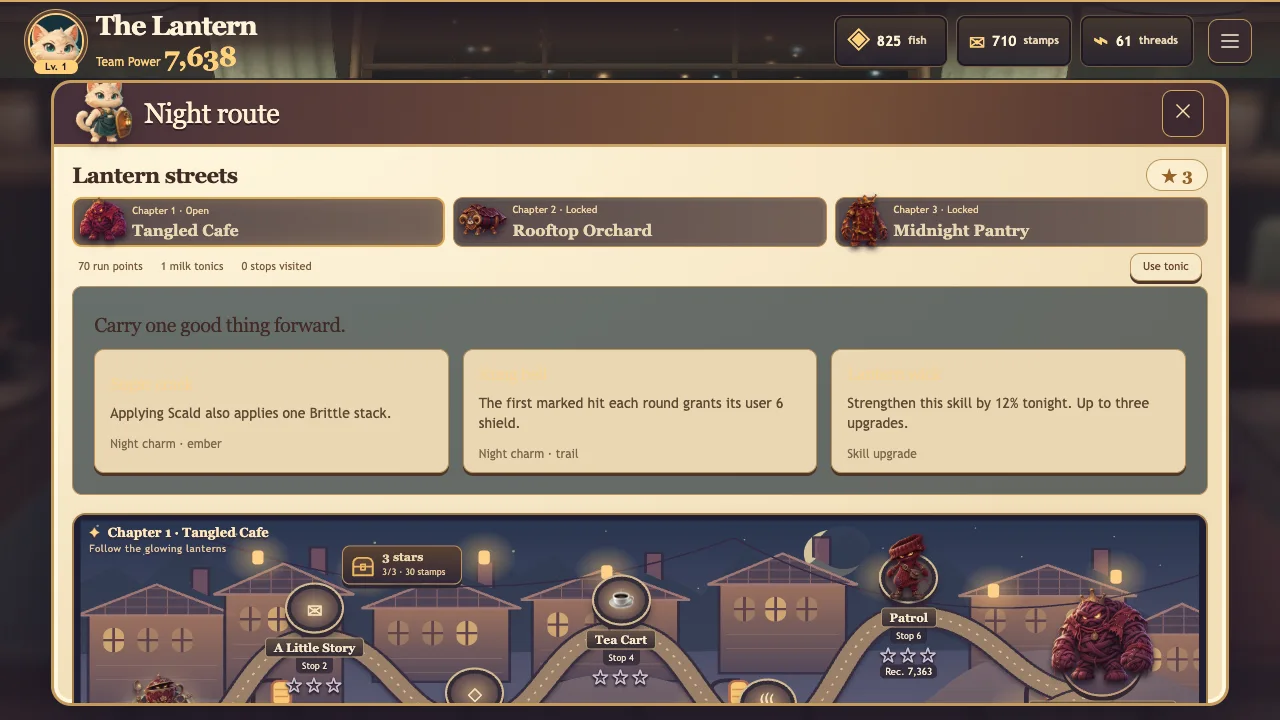 The Lantern
Team Power 7,638
Lv. 1
825 fish
710 stamps
61 threads
Night route
Lantern streets
★ 3
Chapter 1 · Open
Tangled Cafe
Chapter 2 · Locked
Rooftop Orchard
Chapter 3 · Locked
Midnight Pantry
70 run points
1 milk tonics
0 stops visited
Use tonic
Carry one good thing forward.
Applying Scald also applies one Brittle stack.
Night charm · ember
The first marked hit each round grants its user 6
shield.
Night charm · trail
Strengthen this skill by 12% tonight. Up to three
upgrades.
Skill upgrade
Chapter 1 · Tangled Cafe
Follow the glowing lanterns
3 stars
3/3 · 30 stamps
A Little Story
Stop 2
Tea Cart
Stop 4
Patrol
Stop 6
Rec. 7,363